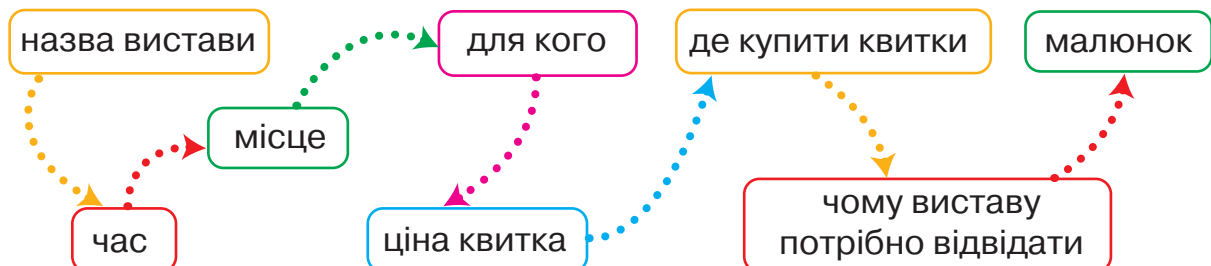 назва вистави
час
місце
для кого
ціна квитка
де купити квитки
чому виставу
потрібно відвідати
малюнок